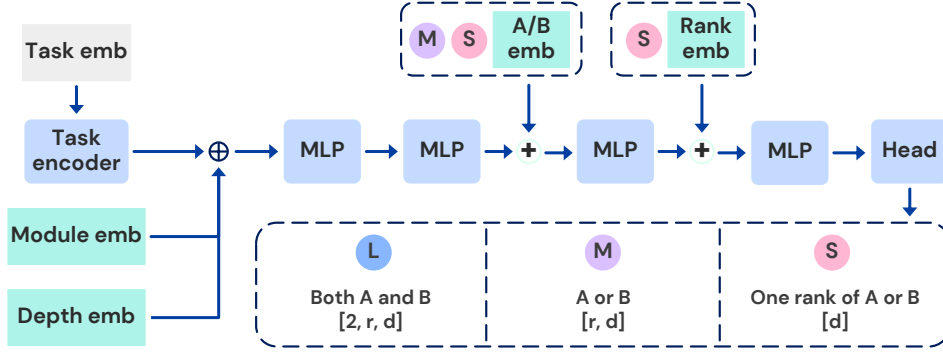 Task emb
Task
encoder
Module emb
Depth emb
MLP
MLP
M S A/B
emb
+
MLP
S Rank
emb
+
MLP
Head
L
Both A and B
[2, r, d]
M
A or B
[r, d]
S
One rank of A or B
[d]